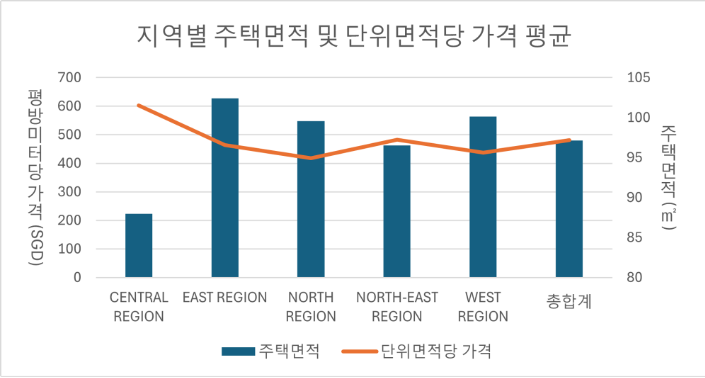 지역별 주택면적 및 단위면적당 가격 평균
평방미터당 가격 (SGD)
700
600
500
400
300
200
100
0
105
100
95
90
85
80
주택면적 (㎡)
CENTRAL REGION
EAST REGION
NORTH REGION
NORTH-EAST REGION
WEST REGION
총합계
주택면적
단위면적당 가격